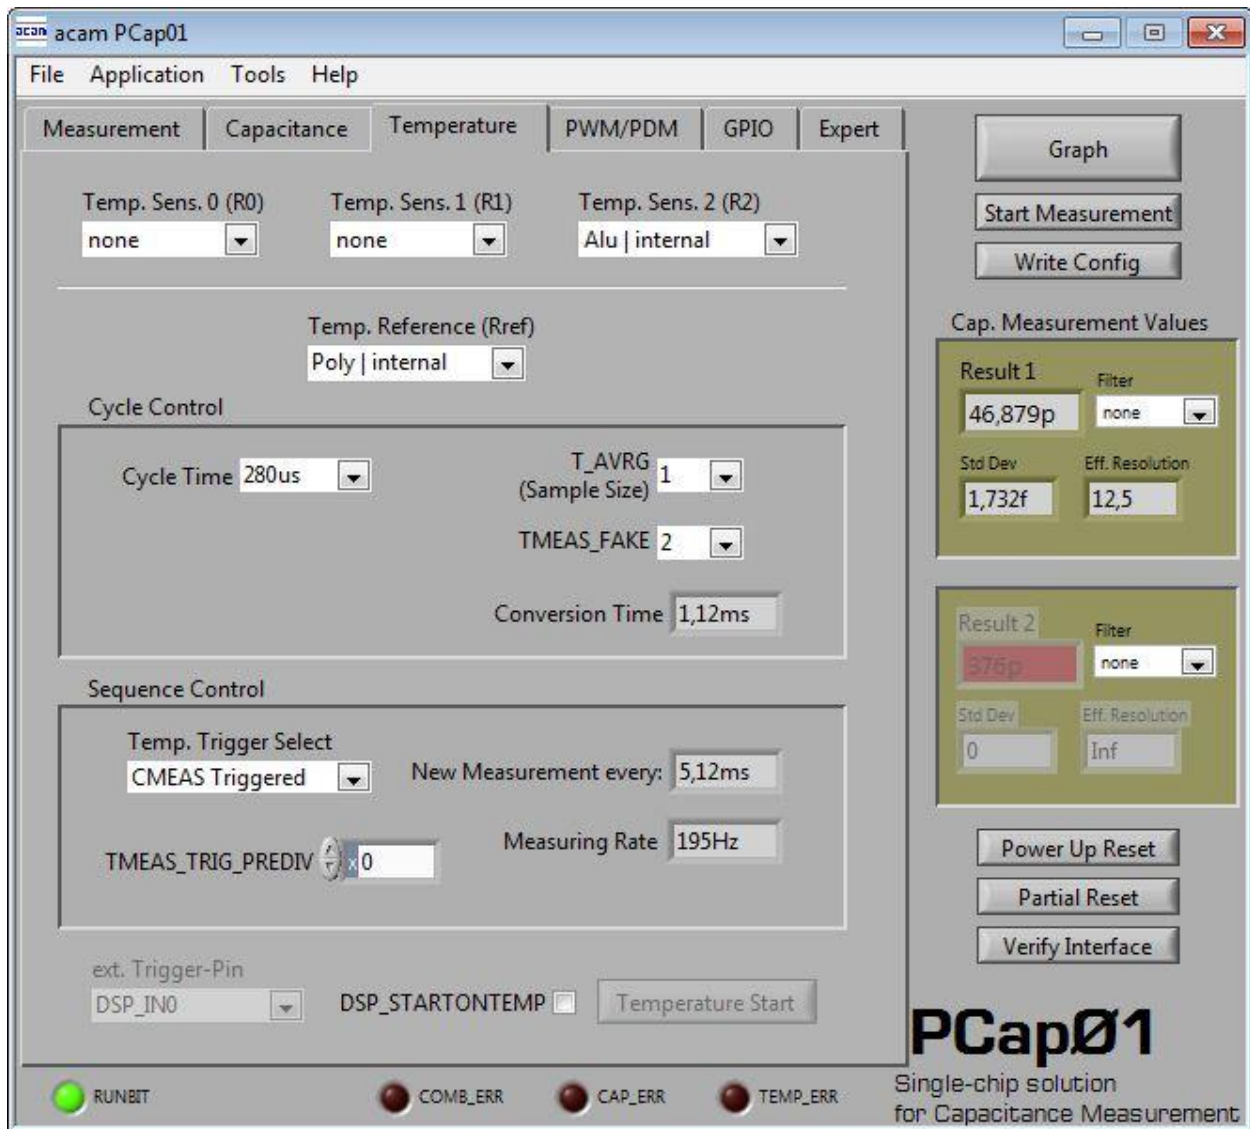 acam acam PCap01
File Application Tools Help
Measurement Capacitance Temperature PWM/PDM GPIO Expert
Temp. Sens. 0 (R0) Temp. Sens. 1 (R1) Temp. Sens. 2 (R2)
none none Alu | internal
Temp. Reference (Rref)
Poly | internal
Cycle Control
Cycle Time 280us
T_AVRG
(Sample Size) 1
TMEAS_FAKE 2
Conversion Time 1,12ms
Sequence Control
Temp. Trigger Select
CMEAS Triggered
New Measurement every: 5,12ms
TMEAS_TRIG_PREDIV x 0
Measuring Rate 195Hz
ext. Trigger-Pin
DSP_IN0
DSP_STARTONTEMP Temperature Start
RUNBIT COMB_ERR CAP_ERR TEMP_ERR
Graph
Start Measurement
Write Config
Cap. Measurement Values
Result 1 Filter
46,879p none
Std Dev Eff. Resolution
1,732f 12,5
Result 2 Filter
376p none
Std Dev Eff. Resolution
0 Inf
Power Up Reset
Partial Reset
Verify Interface
PCapØ1
Single-chip solution
for Capacitance Measurement